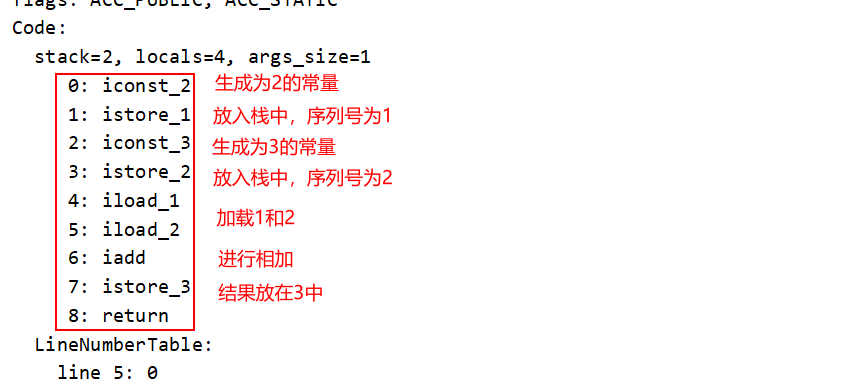 flags: ACC_PUBLIC, ACC_STATIC
Code:
stack=2, locals=4, args_size=1
0: iconst_2 生成为2的常量
1: istore_1 放入栈中，序列号为1
2: iconst_3 生成为3的常量
3: istore_2 放入栈中，序列号为2
4: iload_1
加载1和2
5: iload_2
6: iadd 进行相加
7: istore_3 结果放在3中
8: return
LineNumberTable:
line 5: 0